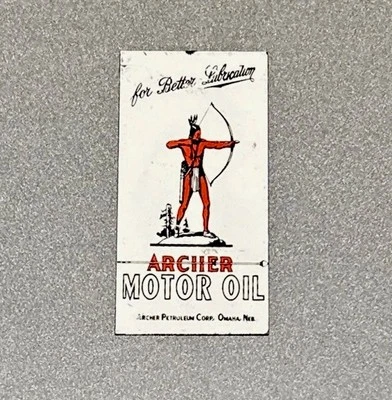 for Better Lubrication
ARCHER
MOTOR OIL
ARCHER PETROLEUM CORP. OMAHA, NEB.